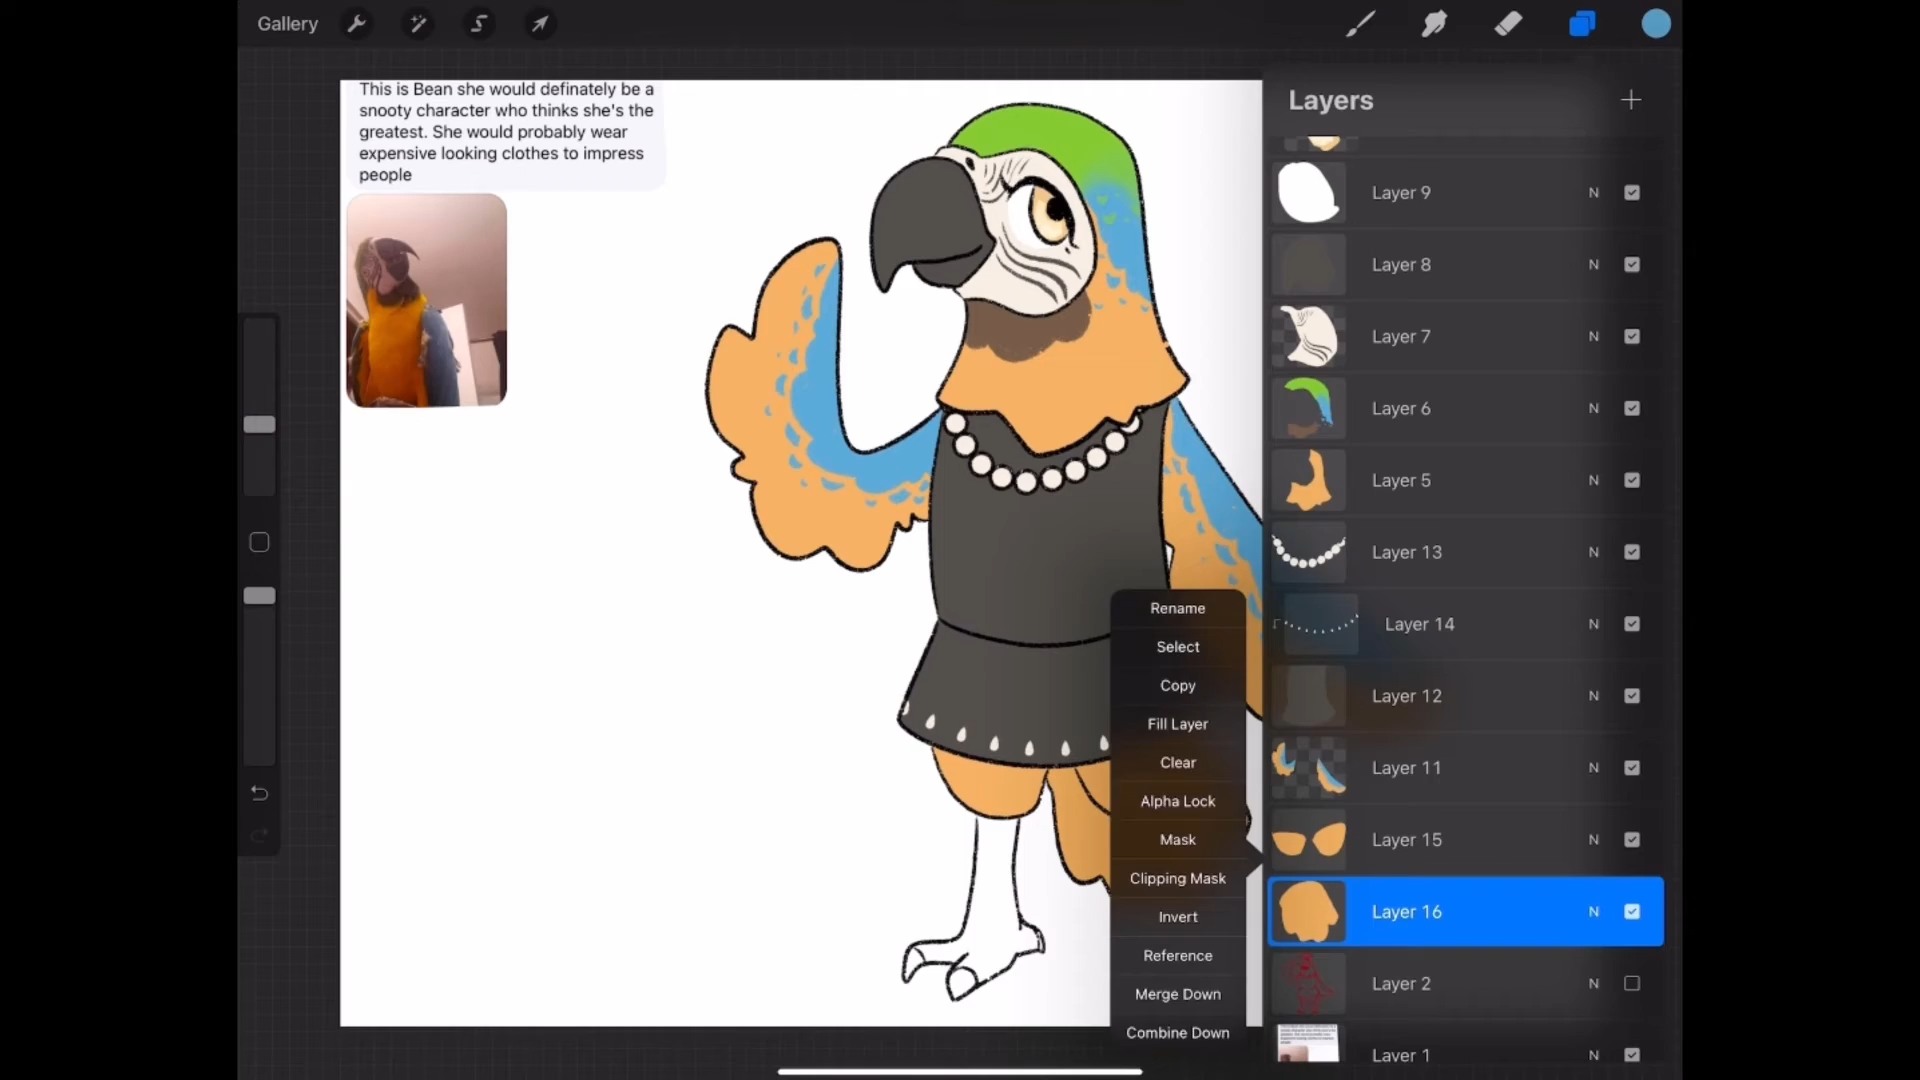 Gallery
This is Bean she would definately be a
snooty character who thinks she's the
greatest. She would probably wear
expensive looking clothes to impress
people
Layers
Layer 9 N
Layer 8 N
Layer 7 N
Layer 6 N
Layer 5 N
Layer 13 N
Layer 14 N
Layer 12 N
Layer 11 N
Layer 15 N
Layer 16 N
Layer 2 N
Layer 1 N
Rename
Select
Copy
Fill Layer
Clear
Alpha Lock
Mask
Clipping Mask
Invert
Reference
Merge Down
Combine Down